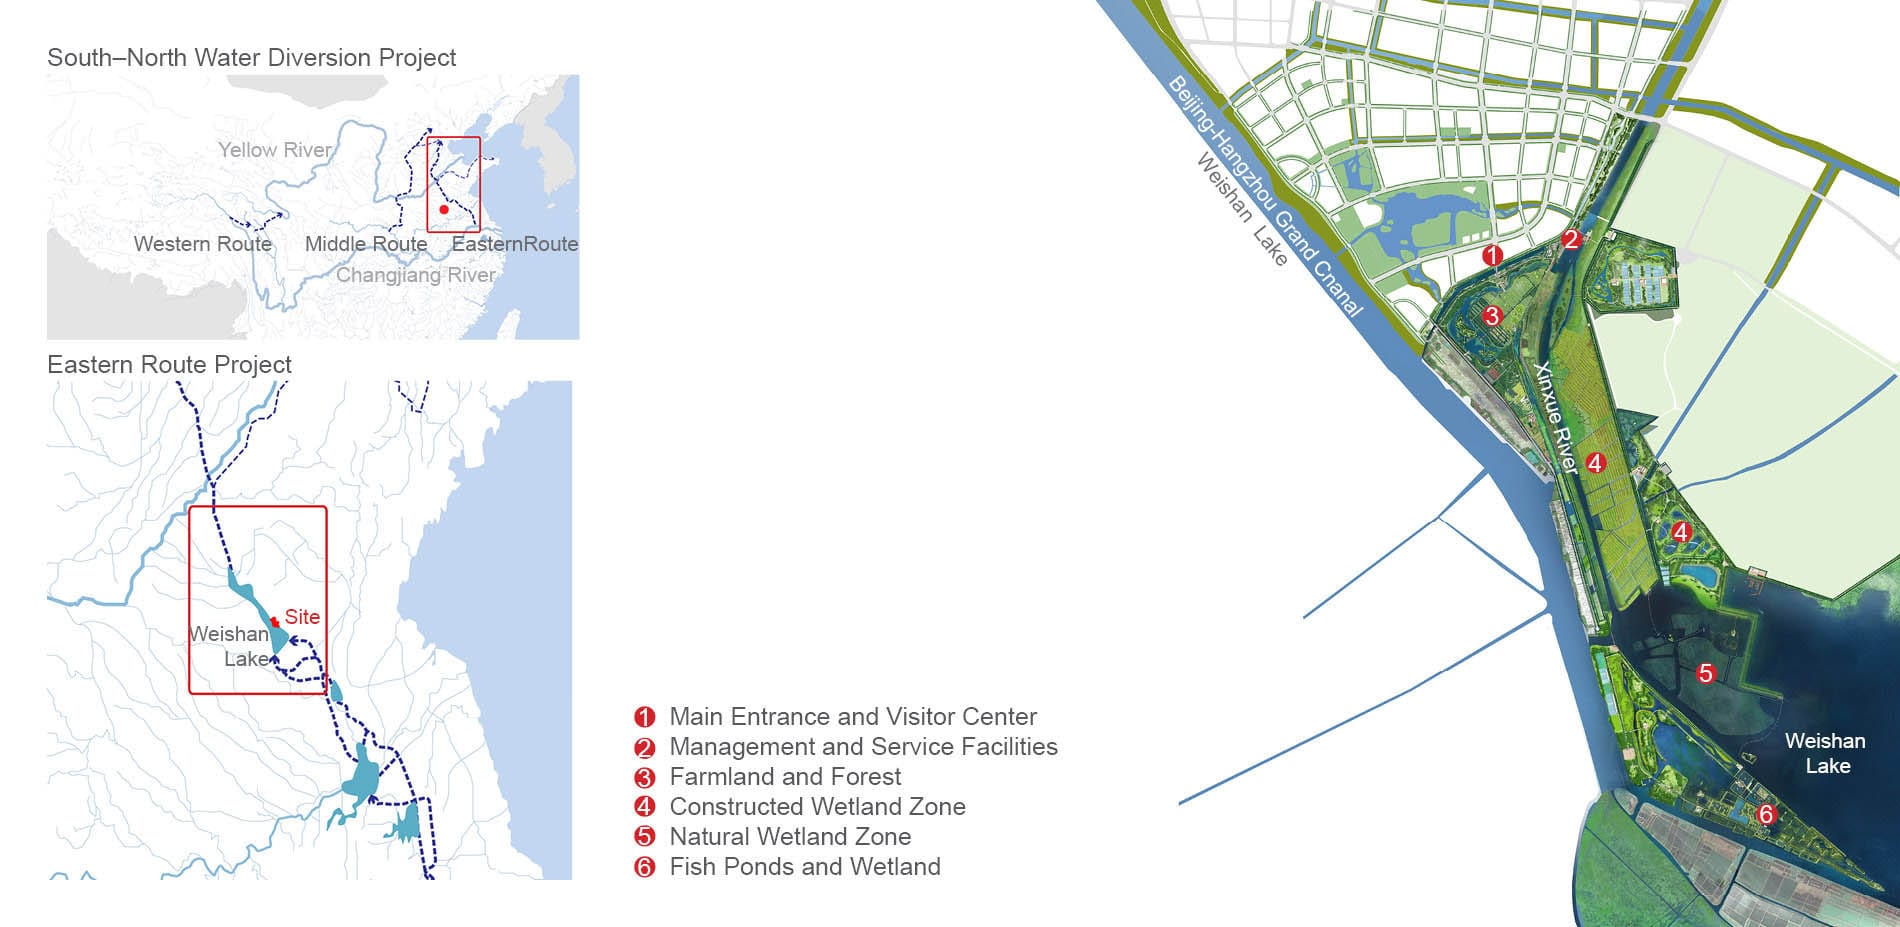 South–North Water Diversion Project
Yellow River
Western Route
Middle Route
EasternRoute
Changjiang River
Eastern Route Project
Site
Weishan
Lake
1 Main Entrance and Visitor Center
2 Management and Service Facilities
3 Farmland and Forest
4 Constructed Wetland Zone
5 Natural Wetland Zone
6 Fish Ponds and Wetland
Beijing-Hangzhou Grand Cnanal
Weishan Lake
1
2
3
Xinxue River
4
4
5
Weishan
Lake
6